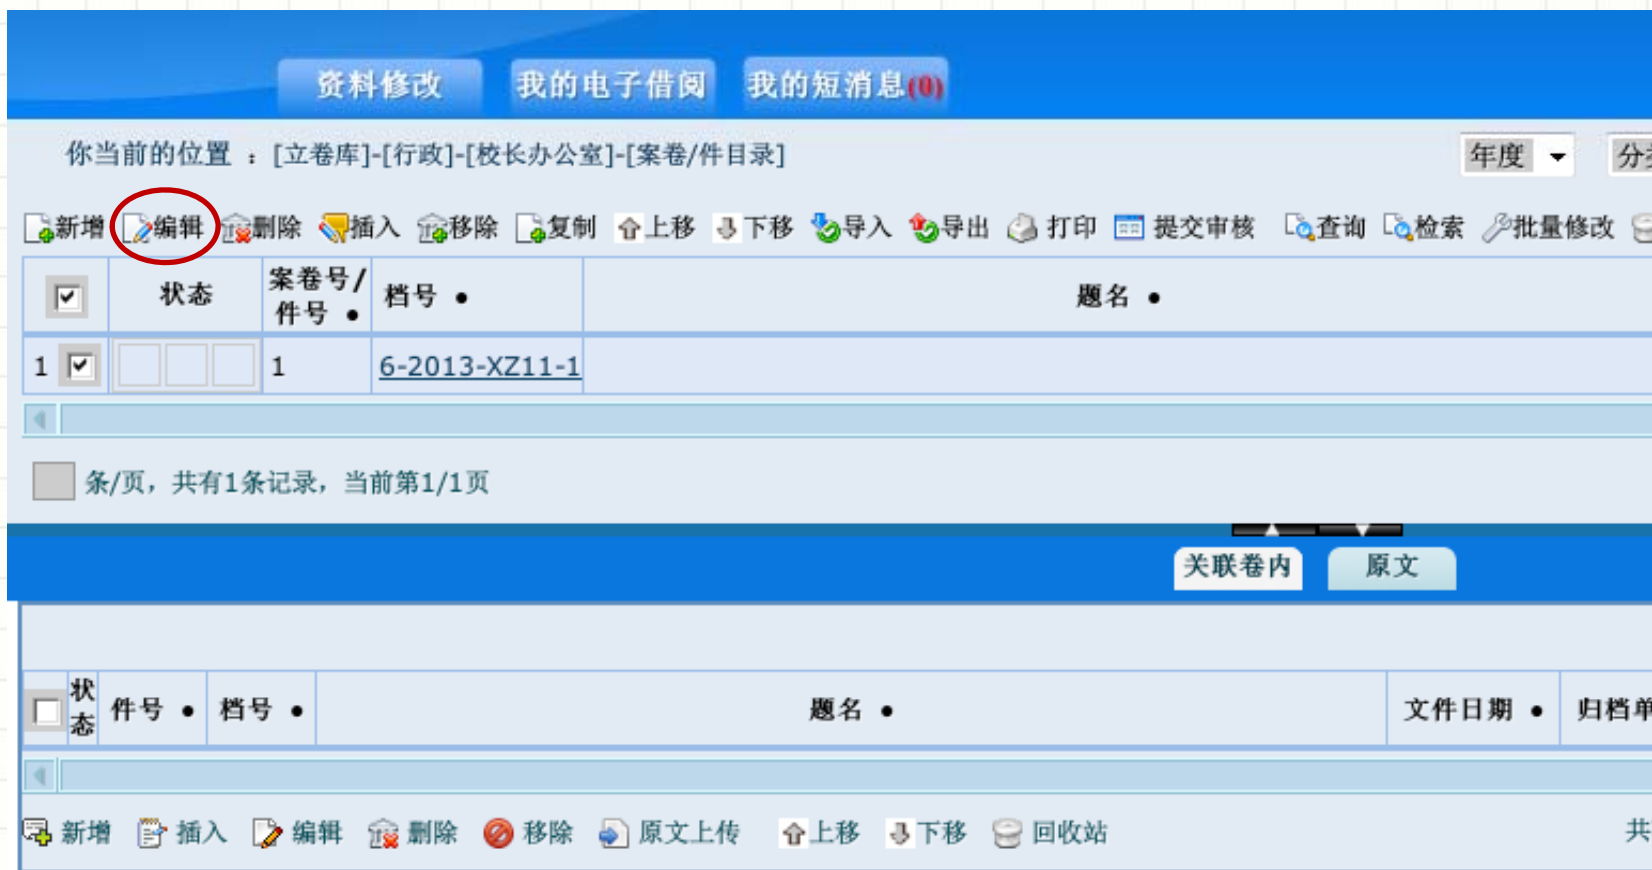 资料修改 我的电子借阅 我的短消息(0)
你当前的位置 ：[立卷库]-[行政]-[校长办公室]-[案卷/件目录] 年度
新增 编辑 删除 插入 移除 复制 上移 下移 导入 导出 打印 提交审核 查询 检索 批量修改
状态 案卷号/件号 ● 档号 ● 题名 ●
1 1 6-2013-XZ11-1
条/页，共有1条记录，当前第1/1页
关联卷内 原文
状态 件号 ● 档号 ● 题名 ● 文件日期 ● 归档单
新增 插入 编辑 删除 移除 原文上传 上移 下移 回收站 共